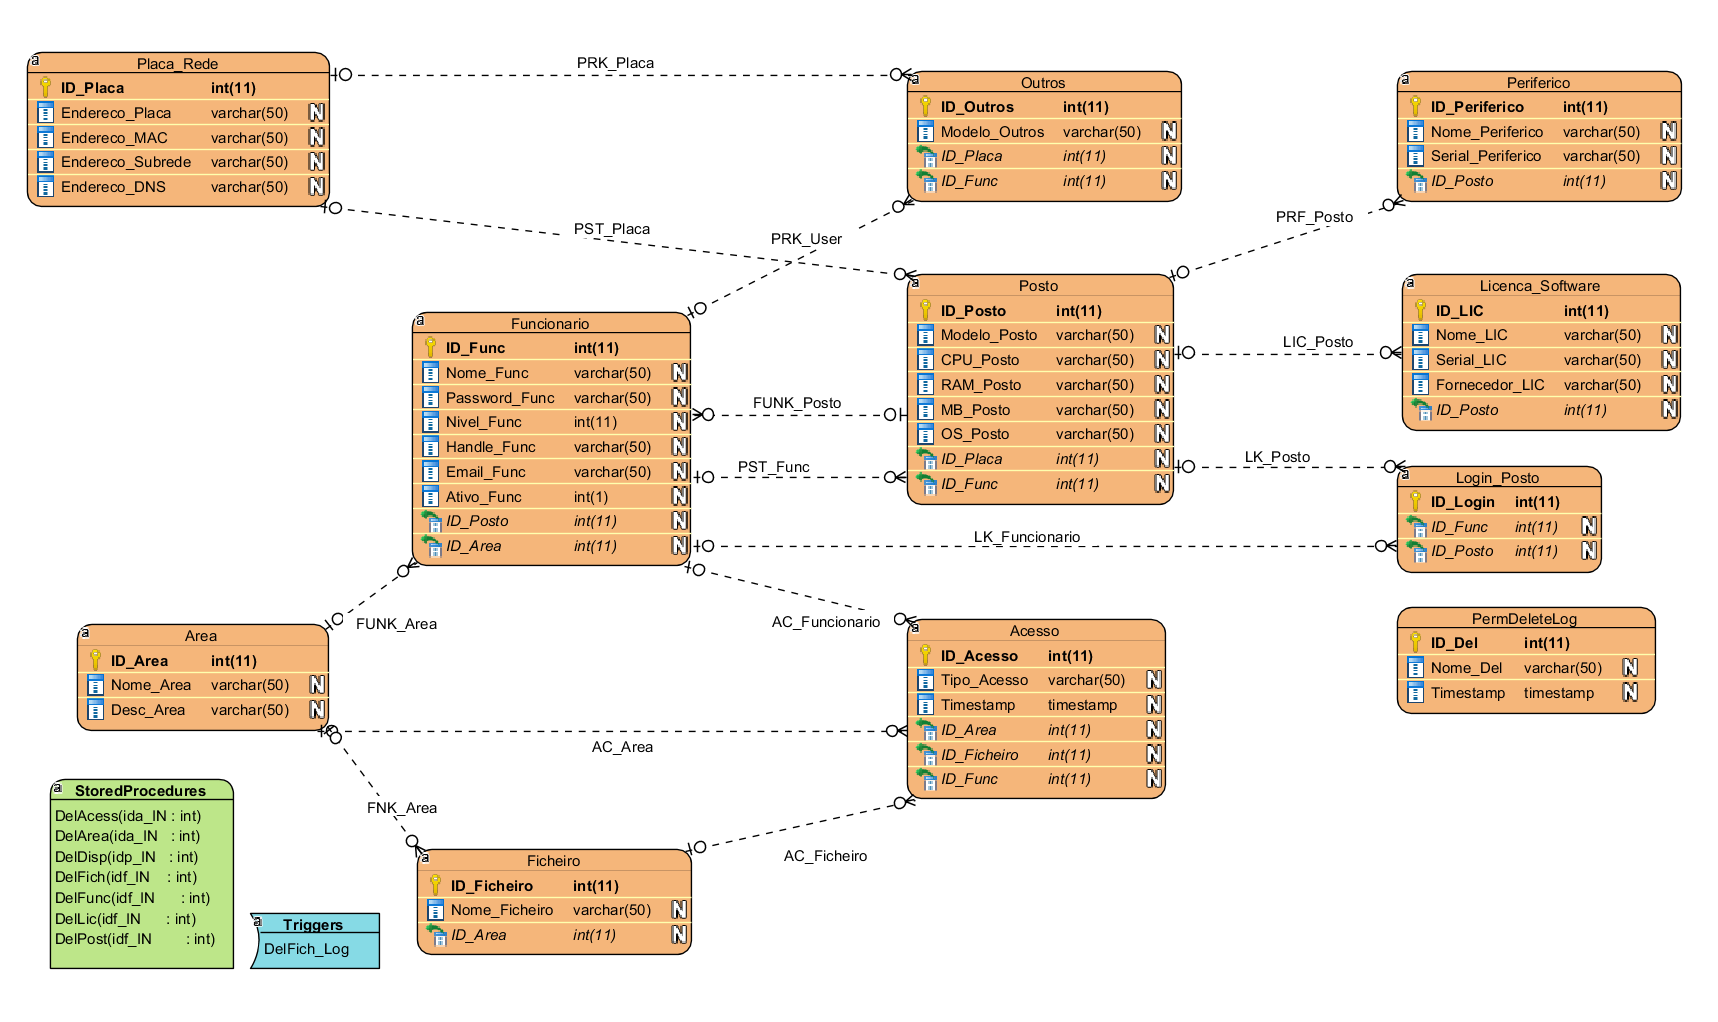 Placa_Rede
ID_Placa int(11)
Endereco_Placa varchar(50) N
Endereco_MAC varchar(50) N
Endereco_Subrede varchar(50) N
Endereco_DNS varchar(50) N
PRK_Placa
Outros
ID_Outros int(11)
Modelo_Outros varchar(50) N
ID_Placa int(11) N
ID_Func int(11) N
Periferico
ID_Periferico int(11)
Nome_Periferico varchar(50) N
Serial_Periferico varchar(50) N
ID_Posto int(11) N
PST_Placa
PRK_User
PRF_Posto
Funcionario
ID_Func int(11)
Nome_Func varchar(50) N
Password_Func varchar(50) N
Nivel_Func int(11) N
Handle_Func varchar(50) N
Email_Func varchar(50) N
Ativo_Func int(1) N
ID_Posto int(11) N
ID_Area int(11) N
FUNK_Posto
PST_Func
Posto
ID_Posto int(11)
Modelo_Posto varchar(50) N
CPU_Posto varchar(50) N
RAM_Posto varchar(50) N
MB_Posto varchar(50) N
OS_Posto varchar(50) N
ID_Placa int(11) N
ID_Func int(11) N
LIC_Posto
LK_Posto
Licenca_Software
ID_LIC int(11)
Nome_LIC varchar(50) N
Serial_LIC varchar(50) N
Fornecedor_LIC varchar(50) N
ID_Posto int(11) N
Login_Posto
ID_Login int(11)
ID_Func int(11) N
ID_Posto int(11) N
LK_Funcionario
FUNK_Area
AC_Funcionario
Area
ID_Area int(11)
Nome_Area varchar(50) N
Desc_Area varchar(50) N
Acesso
ID_Acesso int(11)
Tipo_Acesso varchar(50) N
Timestamp timestamp N
ID_Area int(11) N
ID_Ficheiro int(11) N
ID_Func int(11) N
PermDeleteLog
ID_Del int(11)
Nome_Del varchar(50) N
Timestamp timestamp N
AC_Area
FNK_Area
AC_Ficheiro
StoredProcedures
DelAcess(ida_IN : int)
DelArea(ida_IN : int)
DelDisp(idp_IN : int)
DelFich(idf_IN : int)
DelFunc(idf_IN : int)
DelLic(idf_IN : int)
DelPost(idf_IN : int)
Triggers
DelFich_Log
Ficheiro
ID_Ficheiro int(11)
Nome_Ficheiro varchar(50) N
ID_Area int(11) N